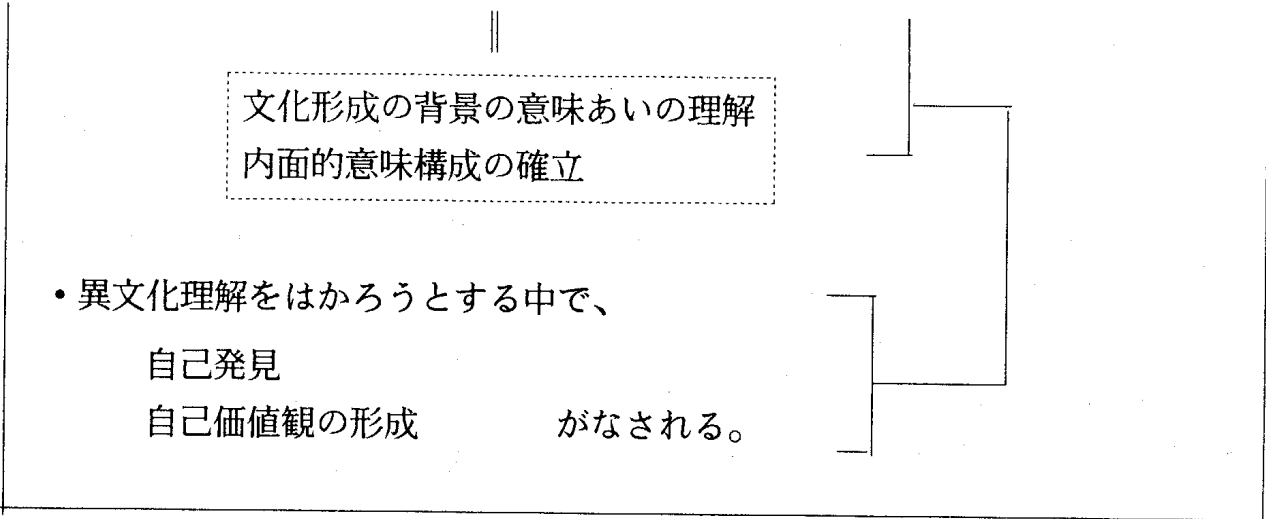 ||
文化形成の背景の意味あいの理解
内面的意味構成の確立
・異文化理解をはかろうとする中で、
自己発見
自己価値観の形成　　　がなされる。